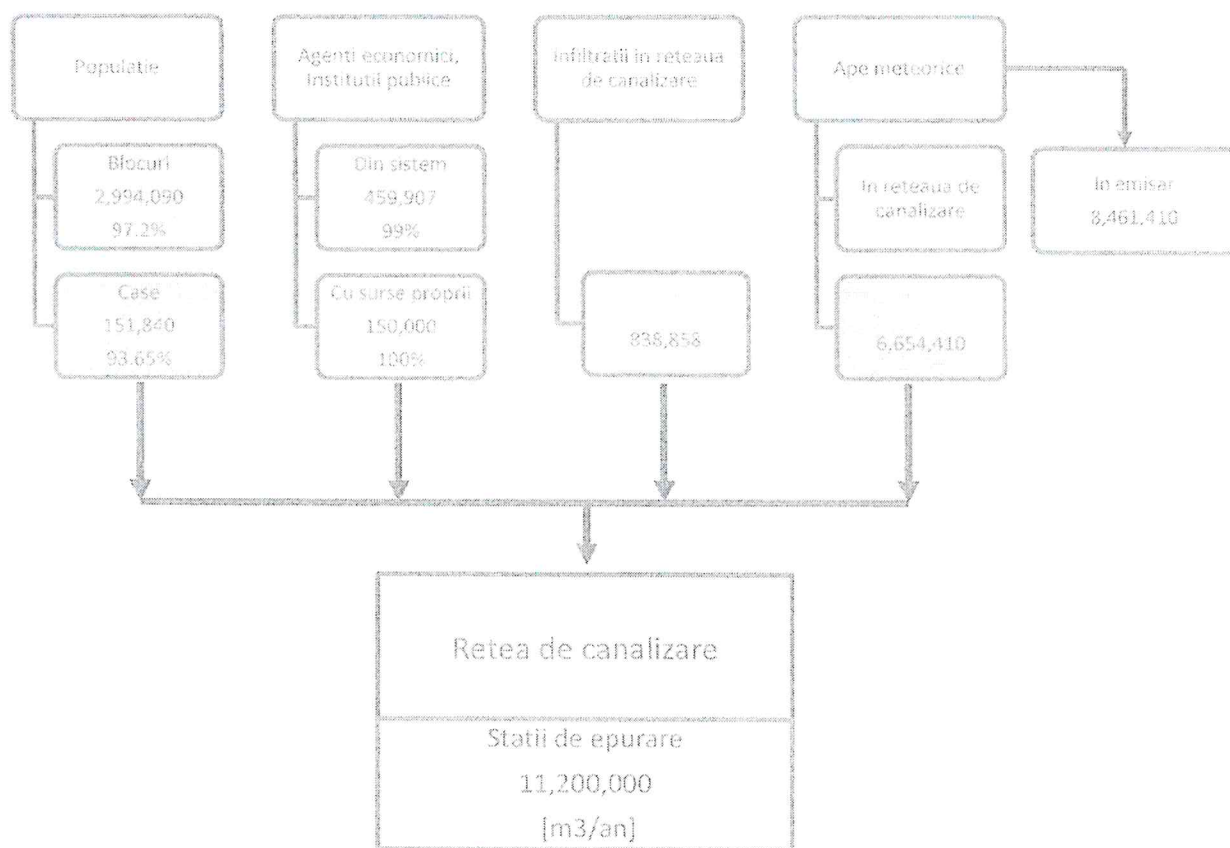 Populatie
Blocuri
2,994,090
97.2%
Case
151,840
93.65%
Agenti economici,
Institutii publice
Din sistem
459,907
99%
Cu surse proprii
150,000
100%
Infiltratii in reteaua
de canalizare
838,858
Ape meteorice
In reteaua de
canalizare
6,654,410
In emisar
8,461,410
Retea de canalizare
Statii de epurare
11,200,000
[m3/an]